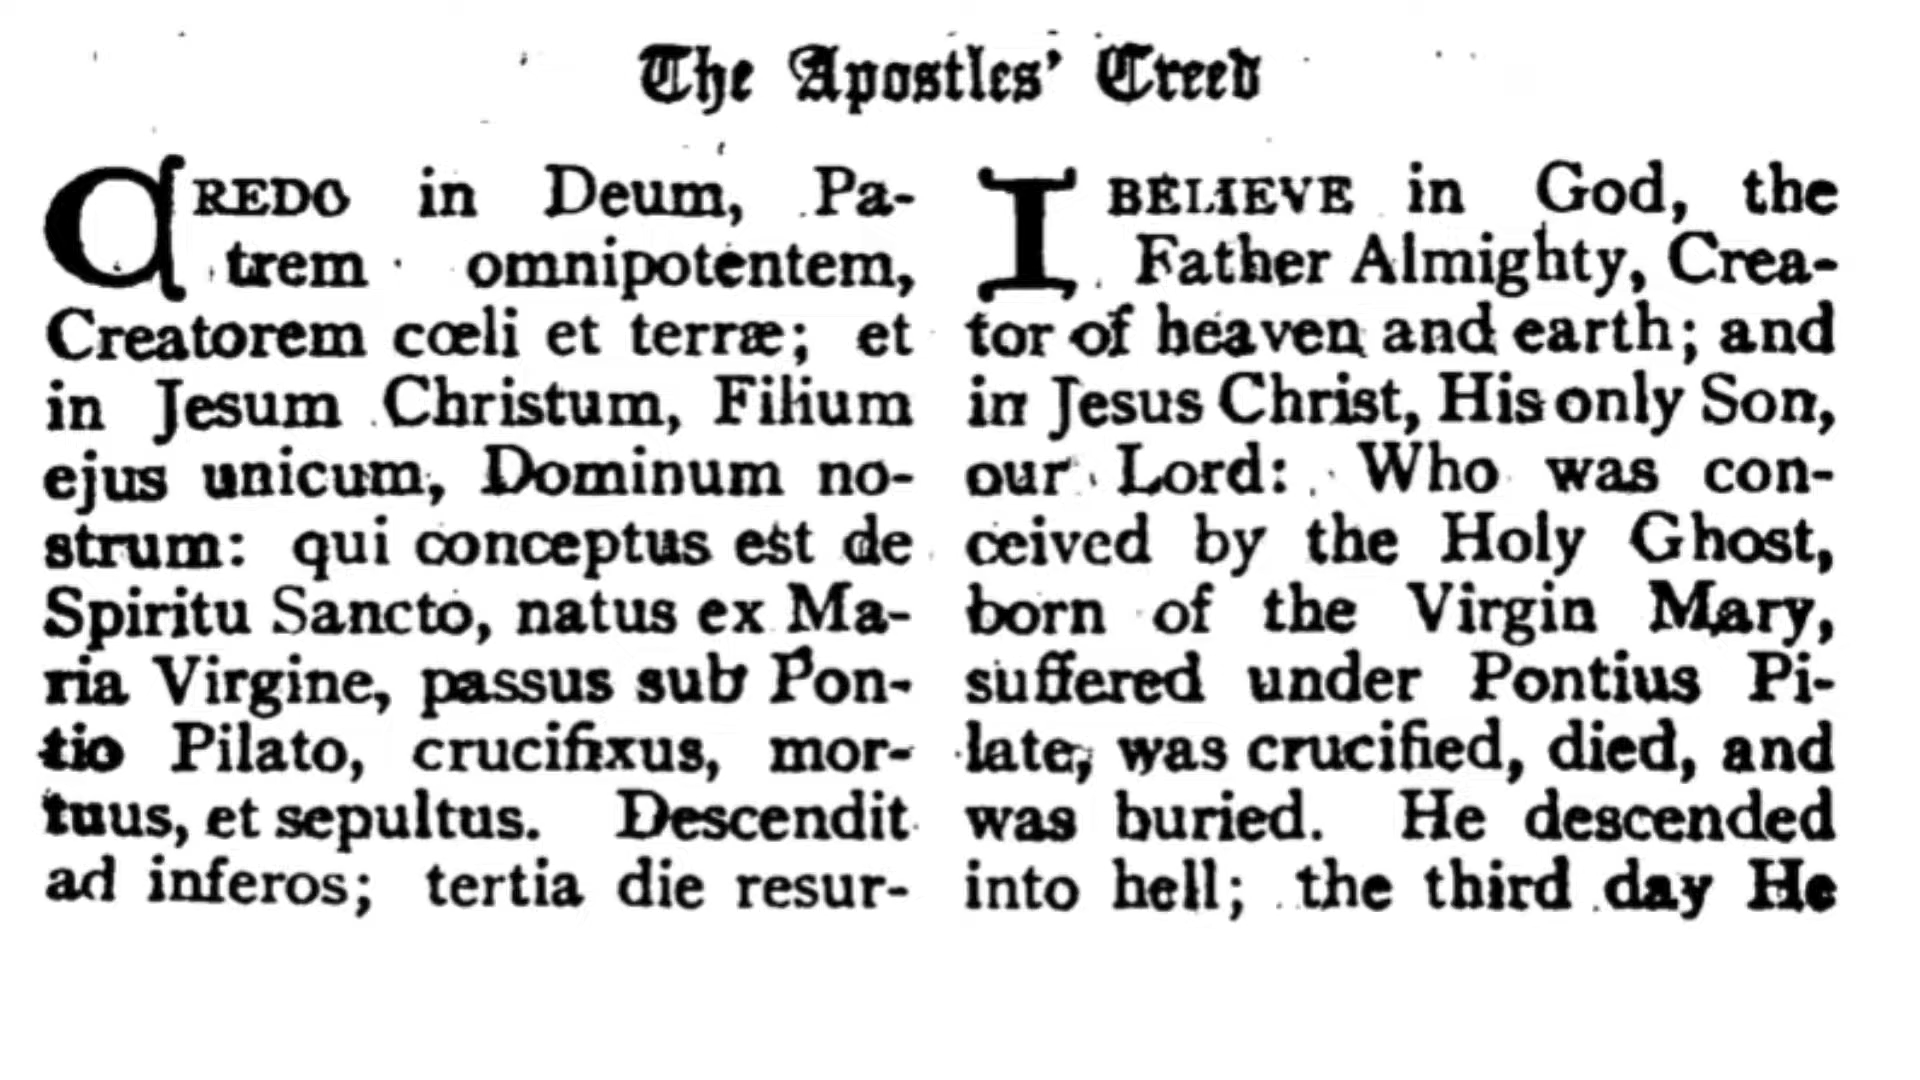 The Apostles' Creed
CREDO in Deum, Pa-
trem omnipotentem,
Creatorem cœli et terræ; et
in Jesum Christum, Filium
ejus unicum, Dominum no-
strum: qui conceptus est de
Spiritu Sancto, natus ex Ma-
ria Virgine, passus sub Pon-
tio Pilato, crucifixus, mor-
tuus, et sepultus. Descendit
ad inferos; tertia die resur-
I BELIEVE in God, the
Father Almighty, Crea-
tor of heaven and earth; and
in Jesus Christ, His only Son,
our Lord: Who was con-
ceived by the Holy Ghost,
born of the Virgin Mary,
suffered under Pontius Pi-
late, was crucified, died, and
was buried. He descended
into hell; the third day He